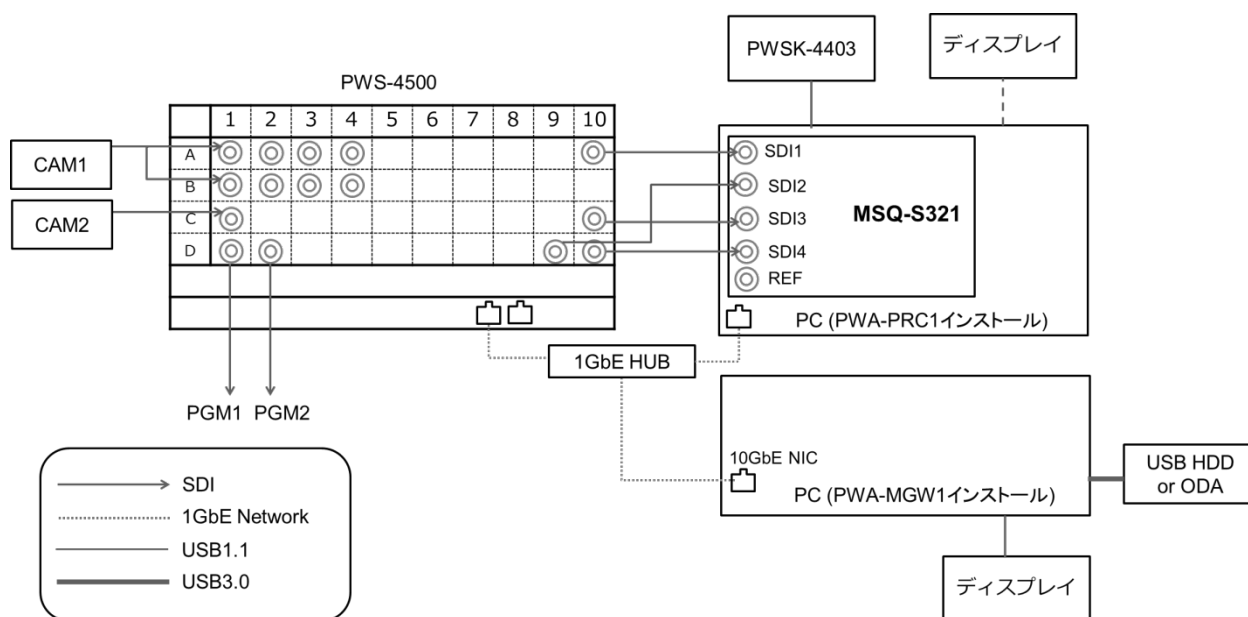 PWSK-4403
ディスプレイ
PWS-4500
1 2 3 4 5 6 7 8 9 10
A
B
C
D
CAM1
CAM2
SDI1
SDI2
SDI3
SDI4
REF
MSQ-S321
PC (PWA-PRC1インストール)
1GbE HUB
PGM1 PGM2
10GbE NIC
PC (PWA-MGW1インストール)
USB HDD
or ODA
ディスプレイ
SDI
1GbE Network
USB1.1
USB3.0